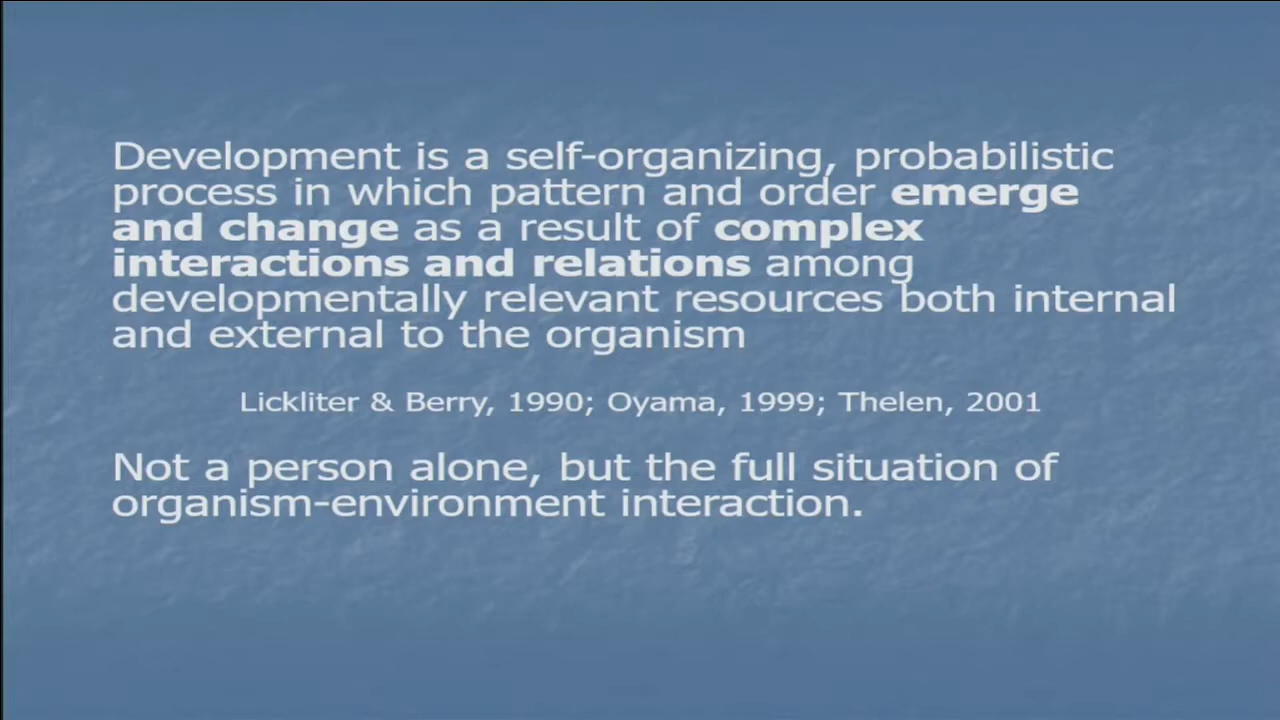 Development is a self-organizing, probabilistic
process in which pattern and order emerge
and change as a result of complex
interactions and relations among
developmentally relevant resources both internal
and external to the organism
Lickliter & Berry, 1990; Oyama, 1999; Thelen, 2001
Not a person alone, but the full situation of
organism-environment interaction.